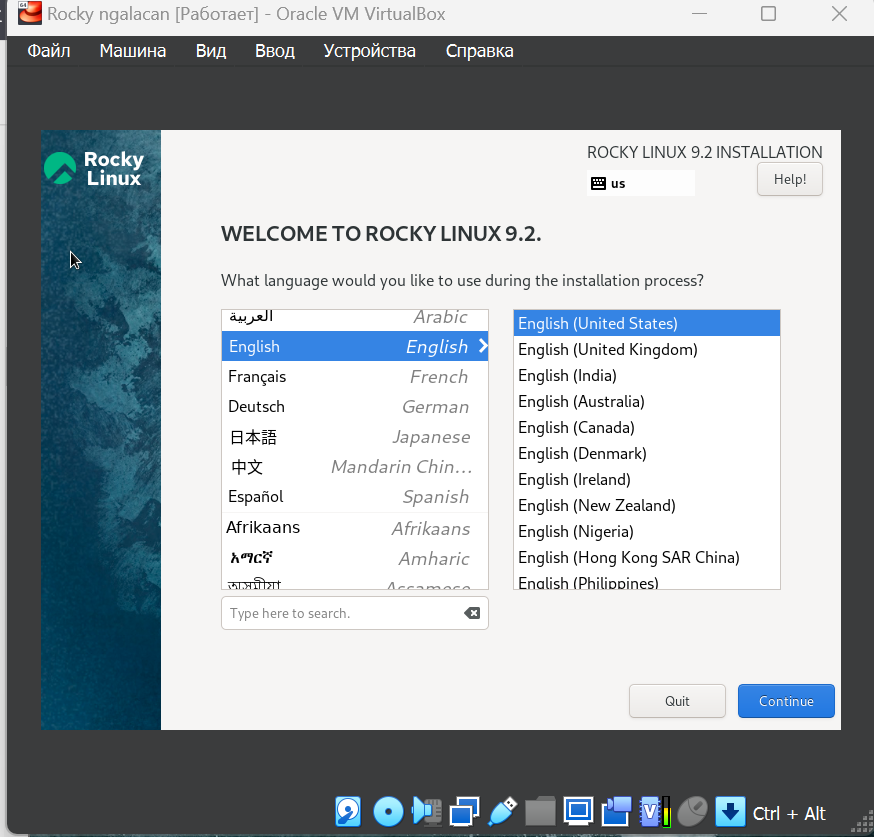 Rocky ngalacan [Работает] - Oracle VM VirtualBox
Файл Машина Вид Ввод Устройства Справка
Rocky
Linux
ROCKY LINUX 9.2 INSTALLATION
us
Help!
WELCOME TO ROCKY LINUX 9.2.
What language would you like to use during the installation process?
العربية Arabic
English English
Français French
Deutsch German
日本語 Japanese
中文 Mandarin Chin...
Español Spanish
Afrikaans Afrikaans
አማርኛ Amharic
অসমীয়া Assamese
Type here to search.
English (United States)
English (United Kingdom)
English (India)
English (Australia)
English (Canada)
English (Denmark)
English (Ireland)
English (New Zealand)
English (Nigeria)
English (Hong Kong SAR China)
English (Philippines)
Quit Continue
Ctrl + Alt